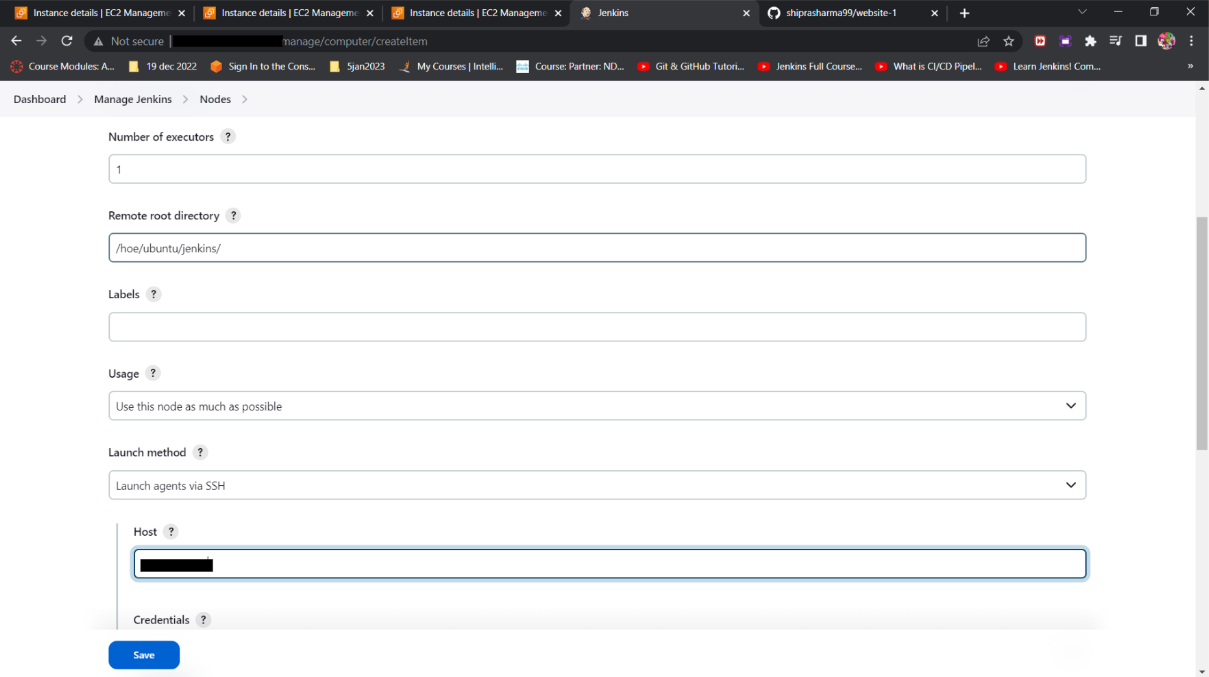 Instance details | EC2 Manageme
Instance details | EC2 Manageme
Instance details | EC2 Manageme
Jenkins
shiprasharma99/website-1
Not secure
manage/computer/createItem
Course Modules: A...
19 dec 2022
Sign In to the Cons...
5jan2023
My Courses | Intelli...
Course: Partner: ND...
Git & GitHub Tutori...
Jenkins Full Course...
What is CI/CD Pipel...
Learn Jenkins! Com...
»
Dashboard > Manage Jenkins > Nodes >
Number of executors ?
1
Remote root directory ?
/hoe/ubuntu/jenkins/
Labels ?
Usage ?
Use this node as much as possible
Launch method ?
Launch agents via SSH
Host ?
Credentials ?
Save